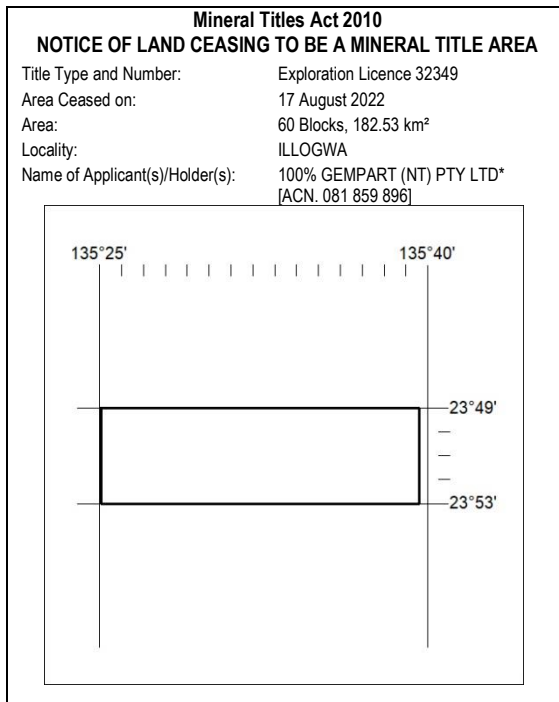 Mineral Titles Act 2010
NOTICE OF LAND CEASING TO BE A MINERAL TITLE AREA
Title Type and Number: Exploration Licence 32349
Area Ceased on: 17 August 2022
Area: 60 Blocks, 182.53 km²
Locality: ILLOGWA
Name of Applicant(s)/Holder(s): 100% GEMPART (NT) PTY LTD*
[ACN. 081 859 896]
135°25' 135°40'
23°49'
23°53'